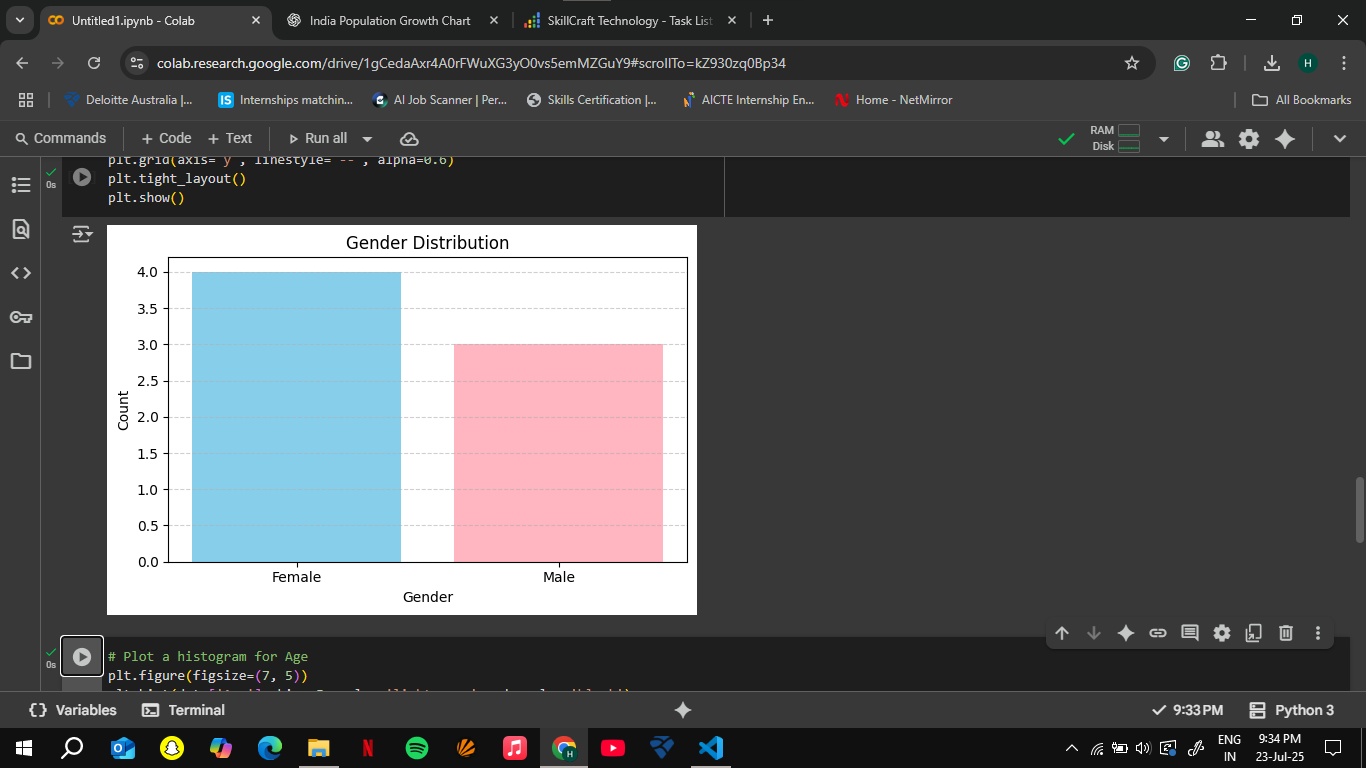 Untitled1.ipynb - Colab
India Population Growth Chart
SkillCraft Technology - Task List
colab.research.google.com/drive/1gCedaAxr4A0rFWuXG3yO0vs5emMZGuY9#scrollTo=kZ930zq0Bp34
H
Deloitte Australia |...
IS
Internships matchin...
AI Job Scanner | Per...
Skills Certification |...
AICTE Internship En...
Home - NetMirror
All Bookmarks
Commands
+ Code
+ Text
Run all
RAM
Disk
0s
plt.grid(axis='y', linestyle='--', alpha=0.6)
plt.tight_layout()
plt.show()
Gender Distribution
4.0
3.5
3.0
2.5
2.0
1.5
1.0
0.5
0.0
Count
Female
Male
Gender
0s
# Plot a histogram for Age
plt.figure(figsize=(7, 5))
Variables
Terminal
9:33 PM
Python 3
ENG
IN
9:34 PM
23-Jul-25